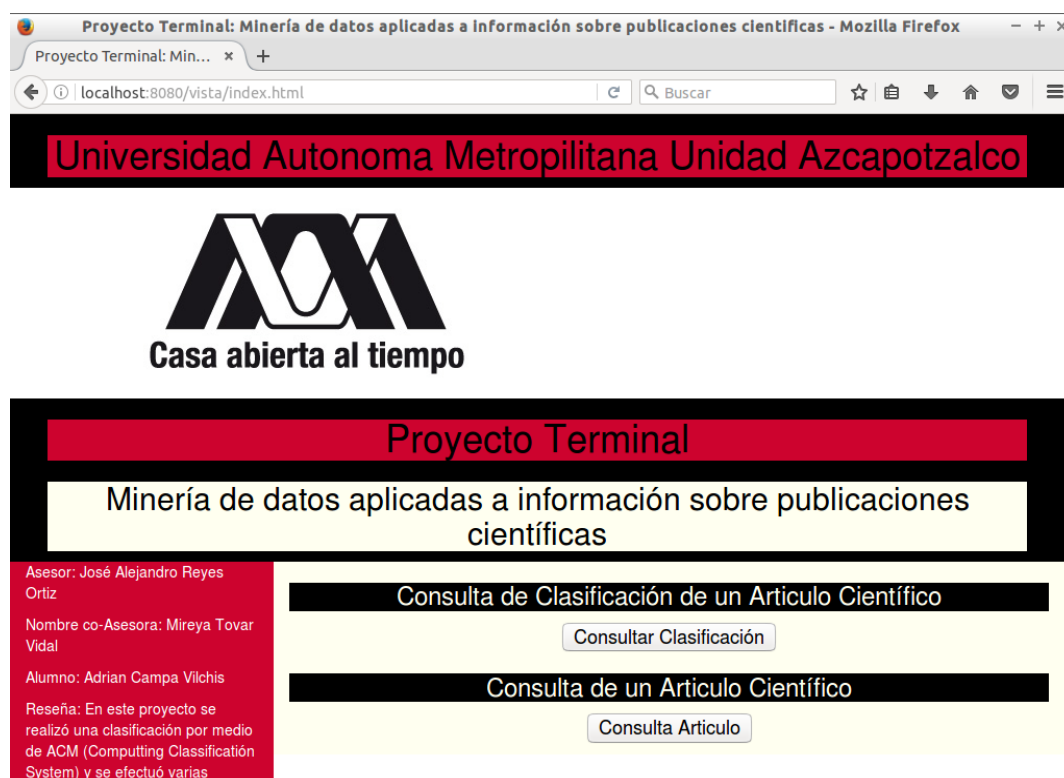 Proyecto Terminal: Minería de datos aplicadas a información sobre publicaciones cientificas - Mozilla Firefox
Proyecto Terminal: Min...
localhost:8080/vista/index.html
Buscar
Universidad Autonoma Metropilitana Unidad Azcapotzalco
Casa abierta al tiempo
Proyecto Terminal
Minería de datos aplicadas a información sobre publicaciones
científicas
Asesor: José Alejandro Reyes
Ortiz
Nombre co-Asesora: Mireya Tovar
Vidal
Alumno: Adrian Campa Vilchis
Reseña: En este proyecto se
realizó una clasificación por medio
de ACM (Computting Classificatión
System) y se efectuó varias
Consulta de Clasificación de un Articulo Científico
Consultar Clasificación
Consulta de un Articulo Científico
Consulta Articulo